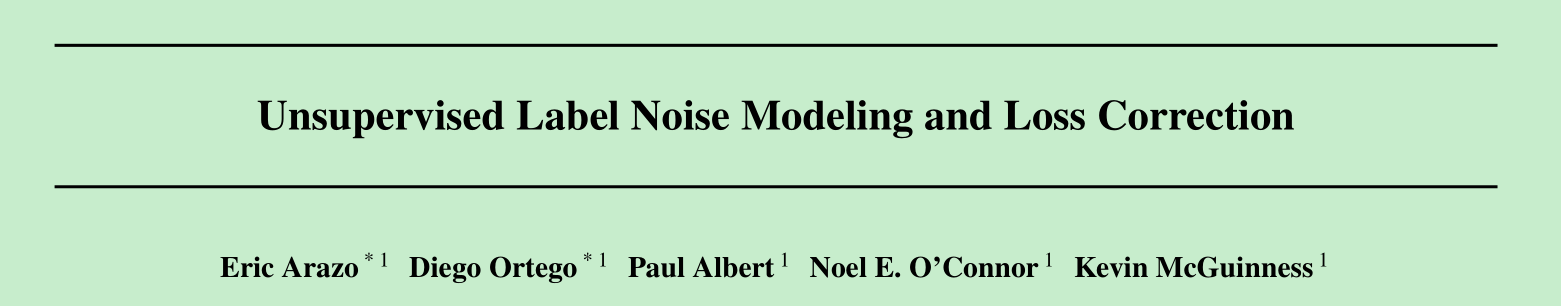 Unsupervised Label Noise Modeling and Loss Correction
Eric Arazo * 1 Diego Ortego * 1 Paul Albert 1 Noel E. O'Connor 1 Kevin McGuinness 1